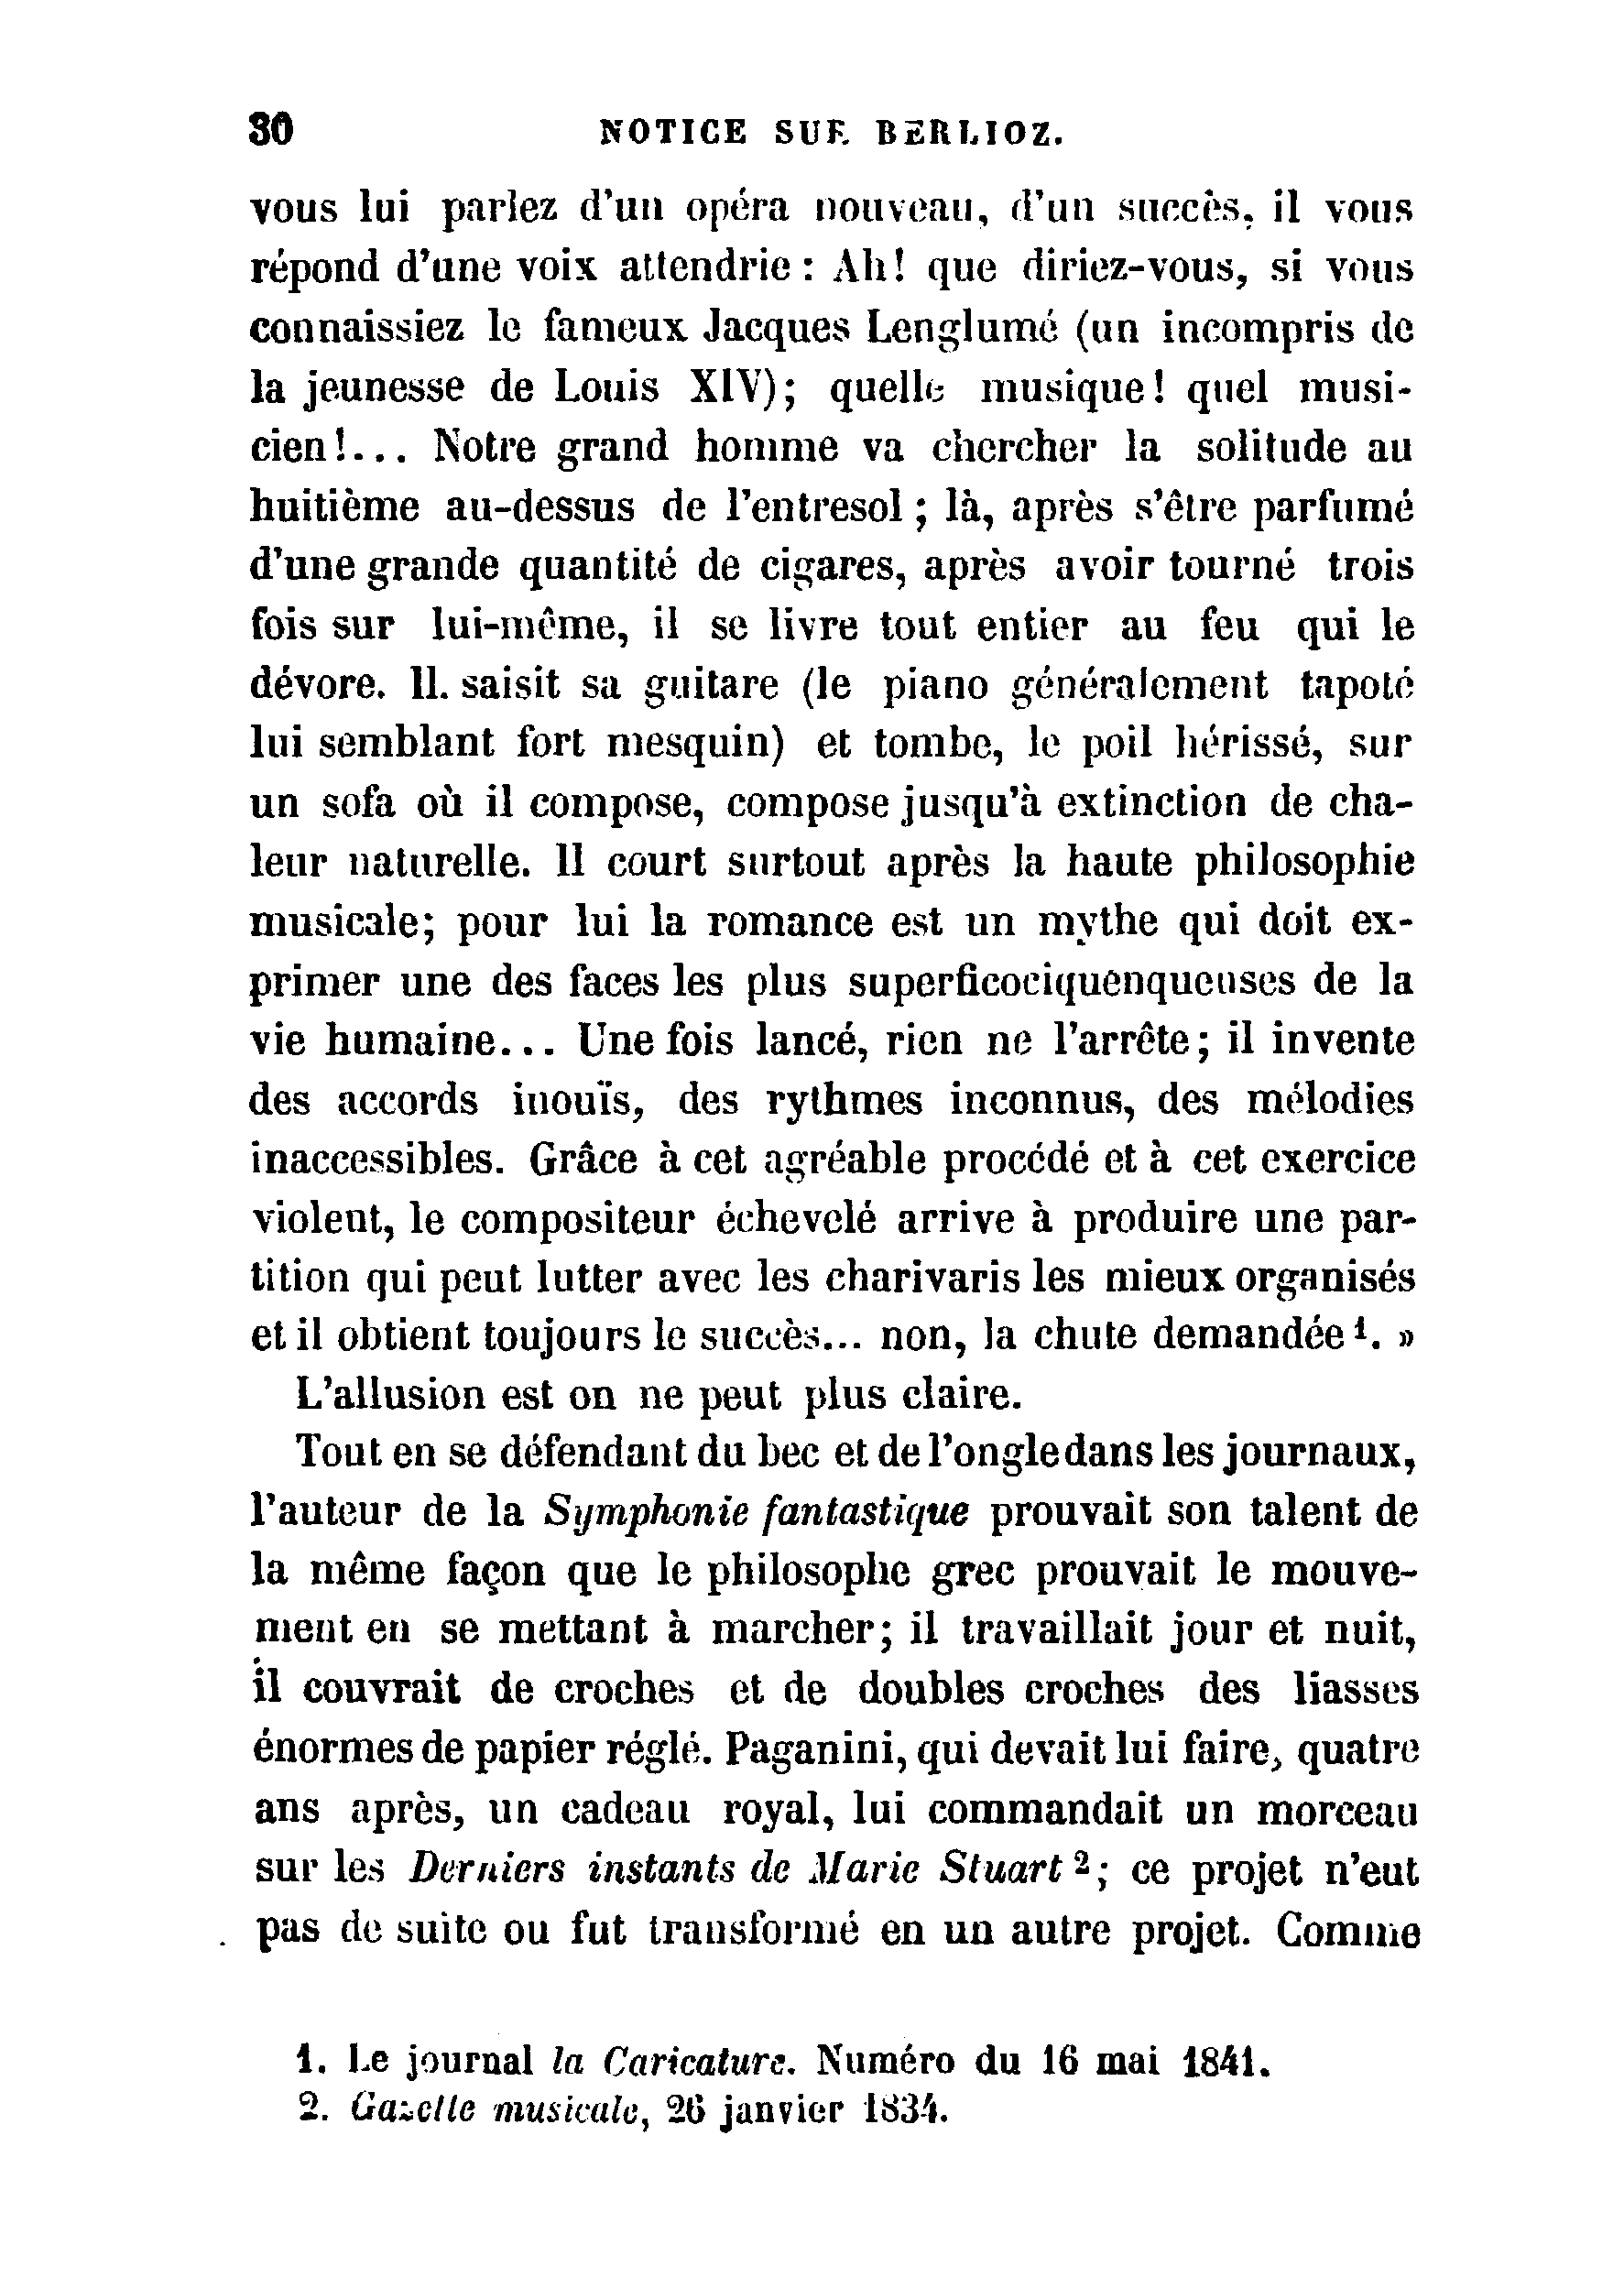 30 NOTICE SUR BERLIOZ.
vous lui parlez d'un opéra nouveau, d'un succès, il vous
répond d'une voix attendrie : Ah! que diriez-vous, si vous
connaissiez le fameux Jacques Lenglumé (un incompris de
la jeunesse de Louis XIV); quelle musique! quel musi-
cien!... Notre grand homme va chercher la solitude au
huitième au-dessus de l'entresol ; là, après s'être parfumé
d'une grande quantité de cigares, après avoir tourné trois
fois sur lui-même, il se livre tout entier au feu qui le
dévore. Il saisit sa guitare (le piano généralement tapoté
lui semblant fort mesquin) et tombe, le poil hérissé, sur
un sofa où il compose, compose jusqu'à extinction de cha-
leur naturelle. Il court surtout après la haute philosophie
musicale; pour lui la romance est un mythe qui doit ex-
primer une des faces les plus superficociquenqueuses de la
vie humaine... Une fois lancé, rien ne l'arrête; il invente
des accords inouïs, des rythmes inconnus, des mélodies
inaccessibles. Grâce à cet agréable procédé et à cet exercice
violent, le compositeur échevelé arrive à produire une par-
tition qui peut lutter avec les charivaris les mieux organisés
et il obtient toujours le succès... non, la chute demandée¹. »
L'allusion est on ne peut plus claire.
Tout en se défendant du bec et de l'ongle dans les journaux,
l'auteur de la Symphonie fantastique prouvait son talent de
la même façon que le philosophe grec prouvait le mouve-
ment en se mettant à marcher; il travaillait jour et nuit,
il couvrait de croches et de doubles croches des liasses
énormes de papier réglé. Paganini, qui devait lui faire, quatre
ans après, un cadeau royal, lui commandait un morceau
sur les Derniers instants de Marie Stuart²; ce projet n'eut
pas de suite ou fut transformé en un autre projet. Comme
1. Le journal la Caricature. Numéro du 16 mai 1841.
2. Gazette musicale, 26 janvier 1834.